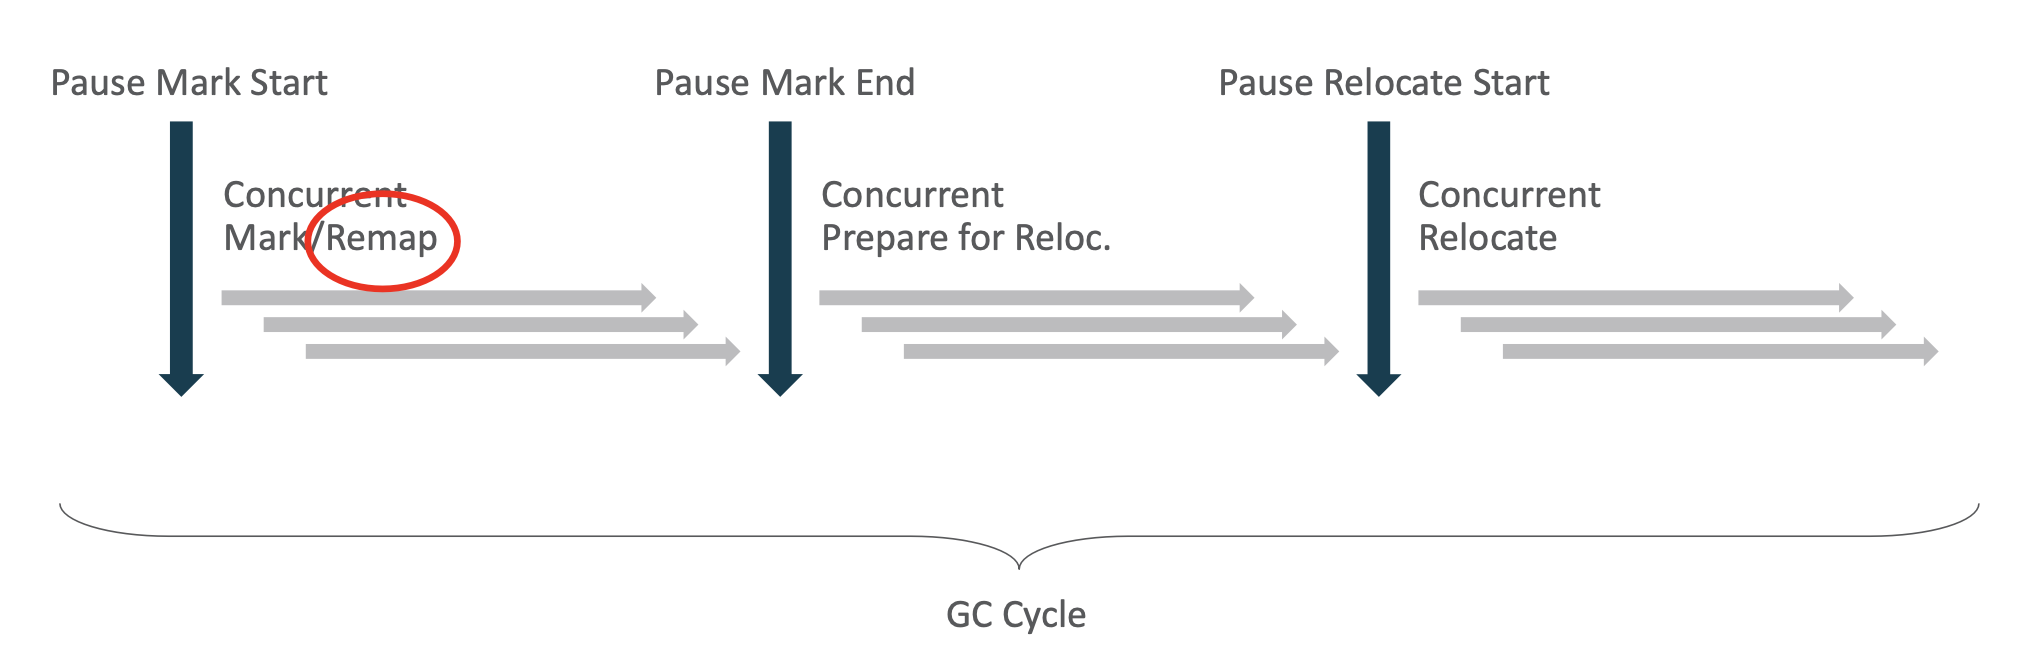 Pause Mark Start
Pause Mark End
Pause Relocate Start
Concurrent
Mark/Remap
Concurrent
Prepare for Reloc.
Concurrent
Relocate
GC Cycle